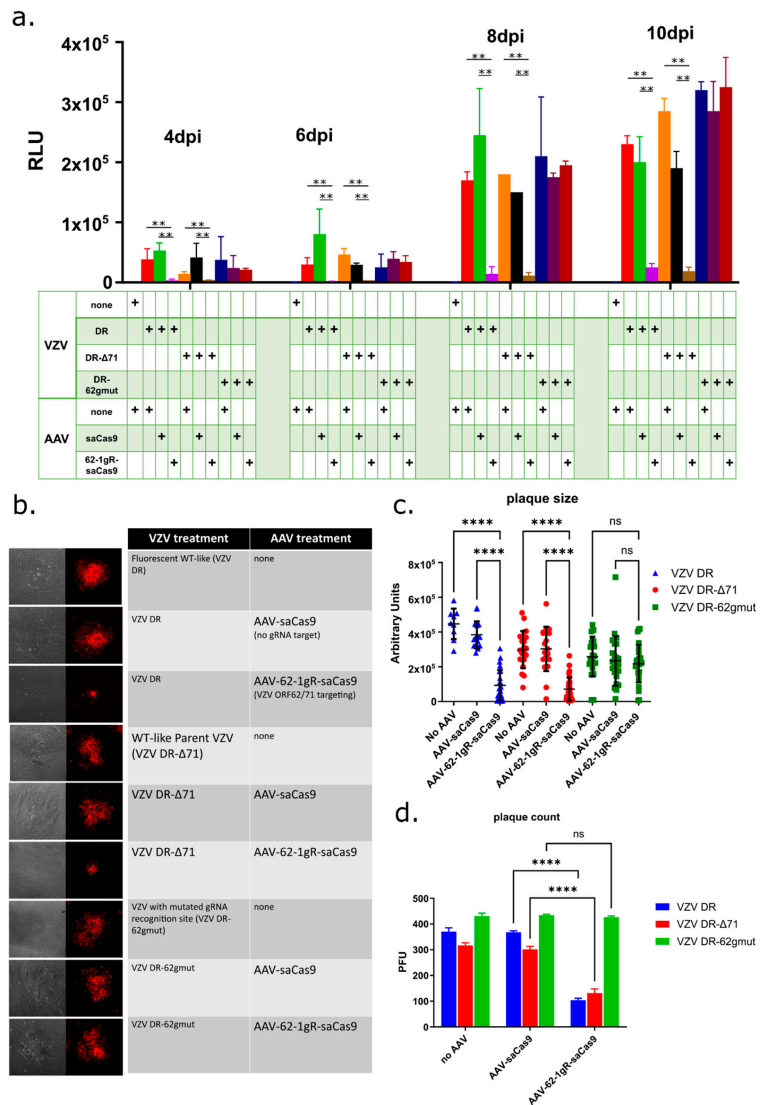 a.
8dpi
10dpi
4x10⁵
3x10⁵
2x10⁵
1x10⁵
0
RLU
4dpi
6dpi
** ** ** ** ** ** ** **
** ** ** ** ** ** ** **
VZV
none + + + +
DR +++ +++ +++ +++
DR-Δ71 +++ +++ +++ +++
DR-62gmut +++ +++ +++ +++
AAV
none ++ + + ++ + + ++ + + ++ + +
saCas9 + + + + + + + + + + + +
62-1gR-saCas9 + + + + + + + + + + + +
b.
VZV treatment AAV treatment
Fluorescent WT-like (VZV none
DR)
VZV DR AAV-saCas9
(no gRNA target)
VZV DR AAV-62-1gR-saCas9
(VZV ORF62/71 targeting)
WT-like Parent VZV none
(VZV DR-Δ71)
VZV DR-Δ71 AAV-saCas9
VZV DR-Δ71 AAV-62-1gR-saCas9
VZV with mutated gRNA none
recognition site (VZV DR-
62gmut)
VZV DR-62gmut AAV-saCas9
VZV DR-62gmut AAV-62-1gR-saCas9
c.
plaque size
**** **** ns
**** **** ns
8x10⁵
6x10⁵
4x10⁵
2x10⁵
0
Arbitrary Units
VZV DR
VZV DR-Δ71
VZV DR-62gmut
No AAV
AAV-saCas9
AAV-62-1gR-saCas9
No AAV
AAV-saCas9
AAV-62-1gR-saCas9
No AAV
AAV-saCas9
AAV-62-1gR-saCas9
d.
plaque count
ns
****
****
500
400
300
200
100
0
PFU
VZV DR
VZV DR-Δ71
VZV DR-62gmut
no AAV
AAV-saCas9
AAV-62-1gR-saCas9